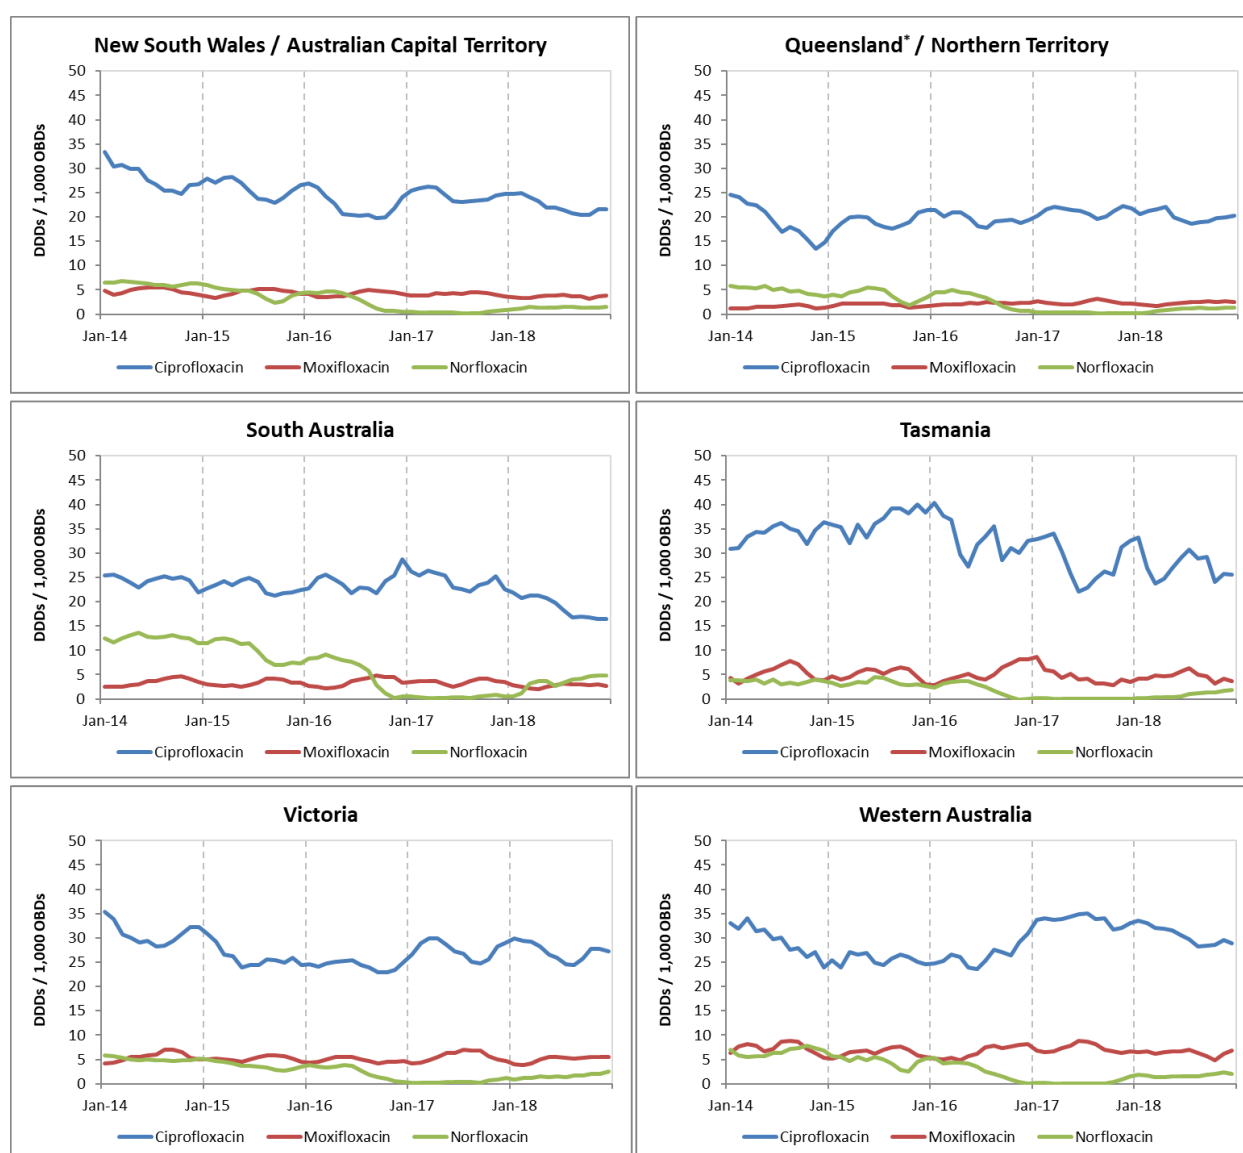 New South Wales / Australian Capital Territory
DDDs / 1,000 OBDs
50
45
40
35
30
25
20
15
10
5
0
Jan-14 Jan-15 Jan-16 Jan-17 Jan-18
Ciprofloxacin Moxifloxacin Norfloxacin
Queensland* / Northern Territory
DDDs / 1,000 OBDs
50
45
40
35
30
25
20
15
10
5
0
Jan-14 Jan-15 Jan-16 Jan-17 Jan-18
Ciprofloxacin Moxifloxacin Norfloxacin
South Australia
DDDs / 1,000 OBDs
50
45
40
35
30
25
20
15
10
5
0
Jan-14 Jan-15 Jan-16 Jan-17 Jan-18
Ciprofloxacin Moxifloxacin Norfloxacin
Tasmania
DDDs / 1,000 OBDs
50
45
40
35
30
25
20
15
10
5
0
Jan-14 Jan-15 Jan-16 Jan-17 Jan-18
Ciprofloxacin Moxifloxacin Norfloxacin
Victoria
DDDs / 1,000 OBDs
50
45
40
35
30
25
20
15
10
5
0
Jan-14 Jan-15 Jan-16 Jan-17 Jan-18
Ciprofloxacin Moxifloxacin Norfloxacin
Western Australia
DDDs / 1,000 OBDs
50
45
40
35
30
25
20
15
10
5
0
Jan-14 Jan-15 Jan-16 Jan-17 Jan-18
Ciprofloxacin Moxifloxacin Norfloxacin